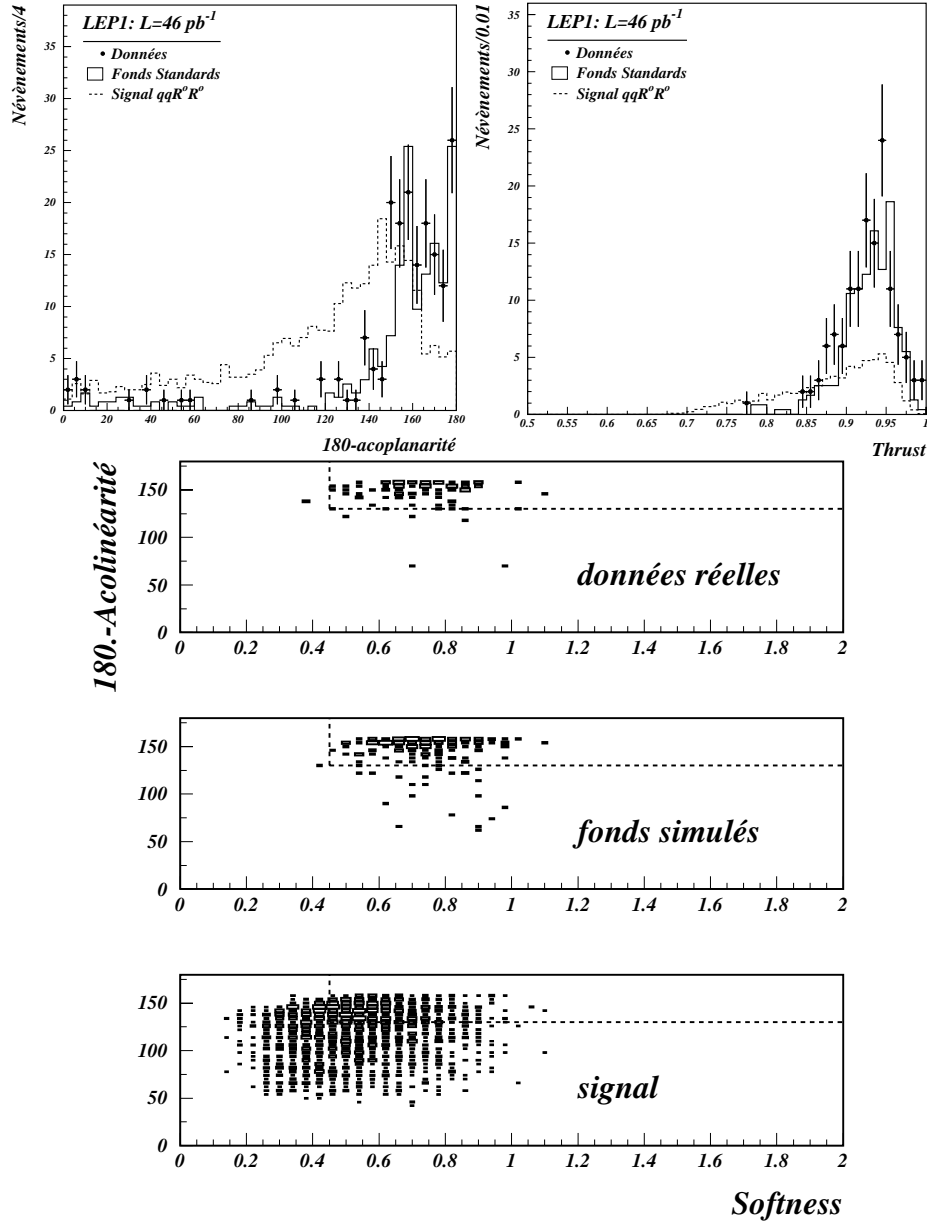 LEP1: L=46 pb⁻¹
Données
Fonds Standards
Signal qqR°R°
Névènements/4
35
30
25
20
15
10
5
0
0 20 40 60 80 100 120 140 160 180
180-acoplanarité
LEP1: L=46 pb⁻¹
Données
Fonds Standards
Signal qqR°R°
Névènements/0.01
35
30
25
20
15
10
5
0
0.5 0.55 0.6 0.65 0.7 0.75 0.8 0.85 0.9 0.95 1
Thrust
180.-Acolinéarité
150
100
50
0
données réelles
0 0.2 0.4 0.6 0.8 1 1.2 1.4 1.6 1.8 2
150
100
50
0
fonds simulés
0 0.2 0.4 0.6 0.8 1 1.2 1.4 1.6 1.8 2
150
100
50
0
signal
0 0.2 0.4 0.6 0.8 1 1.2 1.4 1.6 1.8 2
Softness